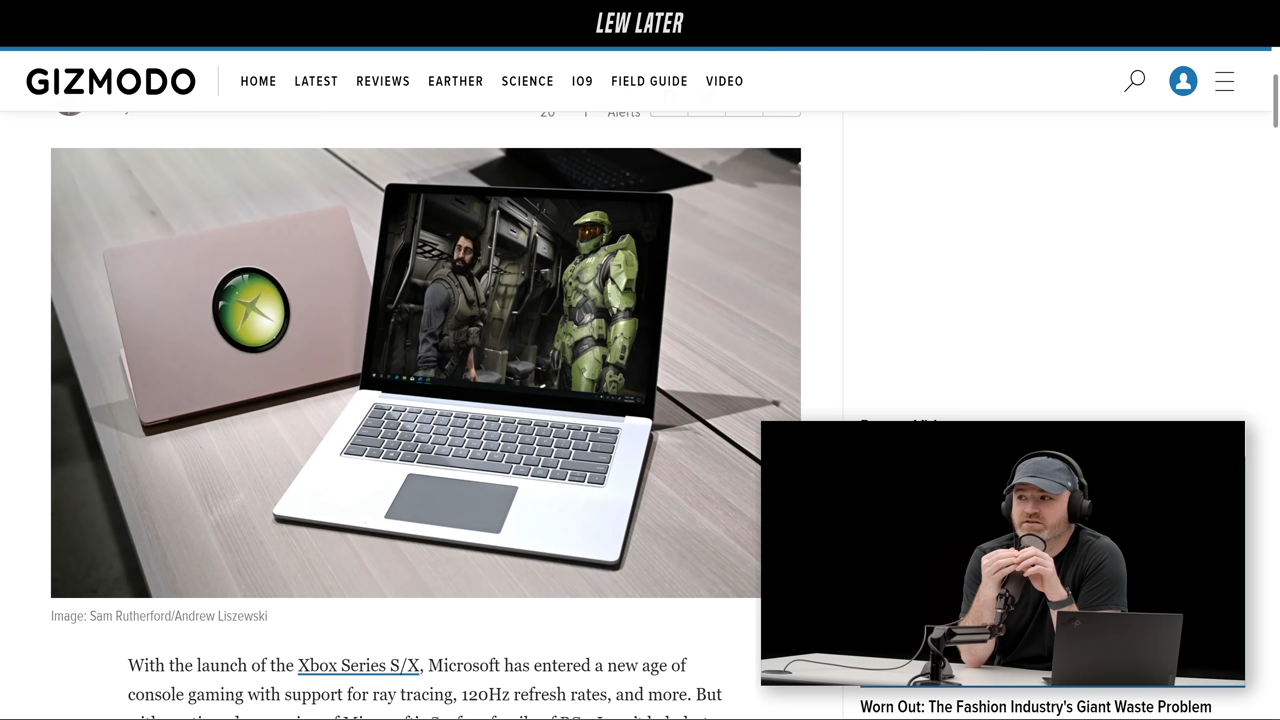 LEW LATER
GIZMODO
HOME LATEST REVIEWS EARTHER SCIENCE IO9 FIELD GUIDE VIDEO
20 Alerts
Image: Sam Rutherford/Andrew Liszewski
With the launch of the Xbox Series S/X, Microsoft has entered a new age of
console gaming with support for ray tracing, 120Hz refresh rates, and more. But
Worn Out: The Fashion Industry's Giant Waste Problem